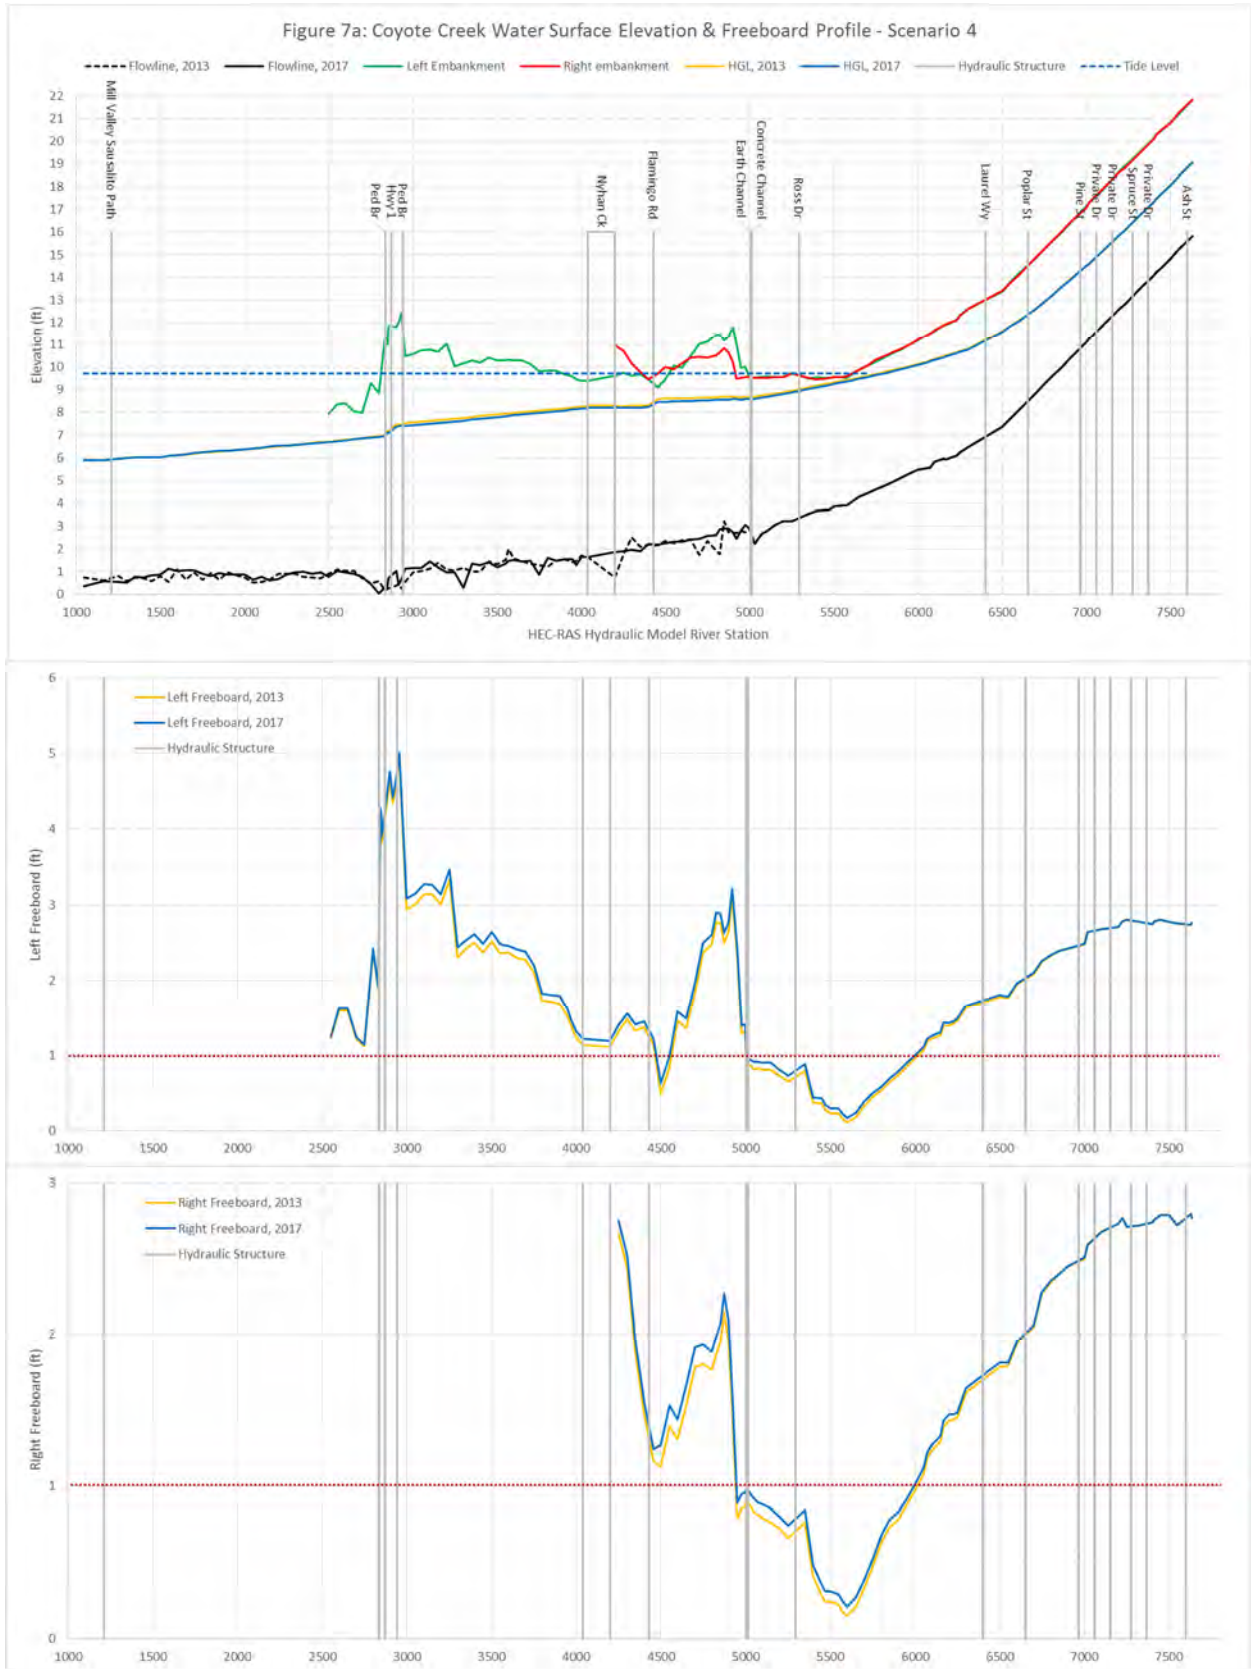 Figure 7a: Coyote Creek Water Surface Elevation & Freeboard Profile - Scenario 4
Flowline, 2013 Flowline, 2017 Left Embankment Right embankment HGL, 2013 HGL, 2017 Hydraulic Structure Tide Level
Elevation (ft)
22
21
20
19
18
17
16
15
14
13
12
11
10
9
8
7
6
5
4
3
2
1
0
Mill Valley Sausalito Path
Ped Br
Hwy 1
Ped Br
Nyhan Ck
Flamingo Rd
Earth Channel
Concrete Channel
Ross Dr
Laurel Wy
Poplar St
Pine St
Private Dr
Private Dr
Spruce St
Private Dr
Ash St
1000 1500 2000 2500 3000 3500 4000 4500 5000 5500 6000 6500 7000 7500
HEC-RAS Hydraulic Model River Station
Left Freeboard, 2013
Left Freeboard, 2017
Hydraulic Structure
Left Freeboard (ft)
6
5
4
3
2
1
0
1000 1500 2000 2500 3000 3500 4000 4500 5000 5500 6000 6500 7000 7500
Right Freeboard, 2013
Right Freeboard, 2017
Hydraulic Structure
Right Freeboard (ft)
3
2
1
0
1000 1500 2000 2500 3000 3500 4000 4500 5000 5500 6000 6500 7000 7500